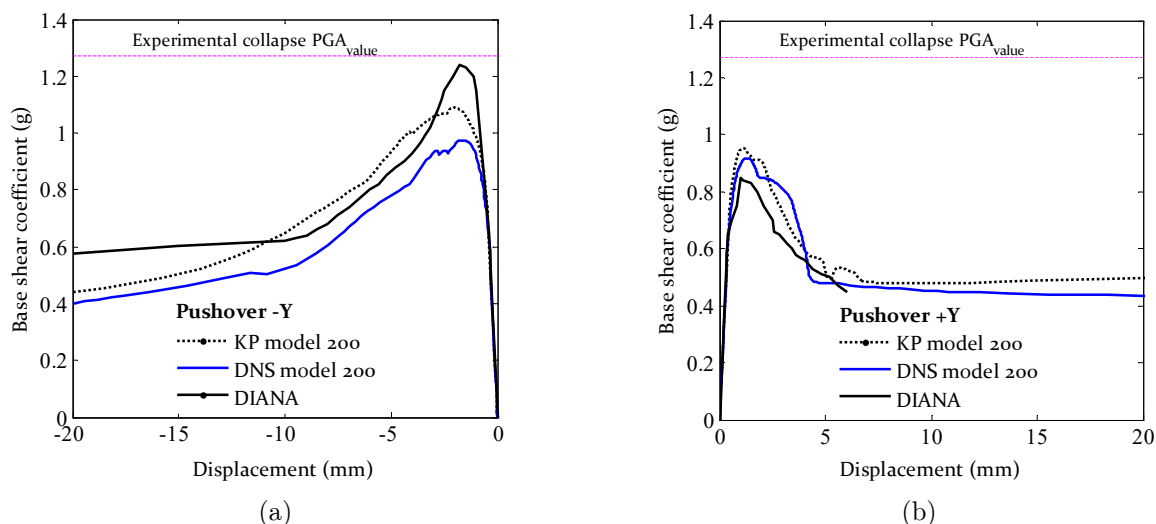 1.4
1.2
1
0.8
0.6
0.4
0.2
0
Base shear coefficient (g)
Experimental collapse PGA_value
Pushover -Y
KP model 200
DNS model 200
DIANA
-20 -15 -10 -5 0
Displacement (mm)
(a)
1.4
1.2
1
0.8
0.6
0.4
0.2
0
Base shear coefficient (g)
Experimental collapse PGA_value
Pushover +Y
KP model 200
DNS model 200
DIANA
0 5 10 15 20
Displacement (mm)
(b)